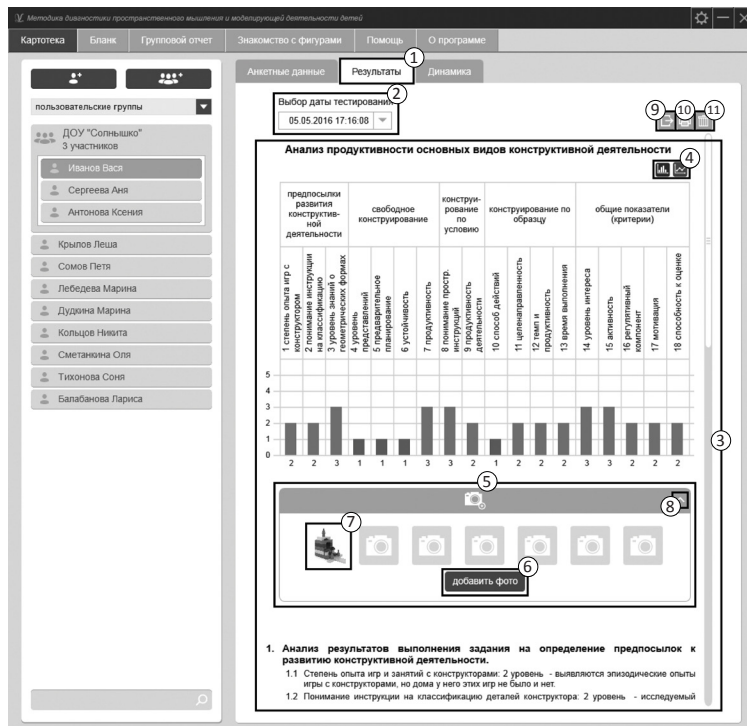 Методика диагностики пространственного мышления и моделирующей деятельности детей
Картотека Бланк Групповой отчет Знакомство с фигурами Помощь О программе
Анкетные данные Результаты Динамика
1
2
пользовательские группы
ДОУ "Солнышко"
3 участников
Иванов Вася
Сергеева Аня
Антонова Ксения
Крылов Леша
Сомов Петя
Лебедева Марина
Дудкина Марина
Кольцов Никита
Сметанкина Оля
Тихонова Соня
Балабанова Лариса
Выбор даты тестирования
05.05.2016 17:16:08
9 10 11
Анализ продуктивности основных видов конструктивной деятельности
4
предпосылки
развития
конструктив-
ной
деятельности
свободное
конструирование
конструи-
рование
по
условию
конструирование по
образцу
общие показатели
(критерии)
1 степень опыта игр с
конструктором
2 понимание инструкции
на классификацию
3 уровень знаний о
геометрических формах
4 уровень
представлений
5 предварительное
планирование
6 устойчивость
7 продуктивность
8 понимание простр.
инструкций
9 продуктивность
деятельности
10 способ действий
11 целенаправленность
12 темп и
продуктивность
13 время выполнения
14 уровень интереса
15 активность
16 регулятивный
компонент
17 мотивация
18 способность к оценке
5
4
3
2
1
0
2 2 3 1 1 1 3 3 2 1 2 2 2 3 3 2 2 2
3
5
8
7
6
добавить фото
1. Анализ результатов выполнения задания на определение предпосылок к
развитию конструктивной деятельности.
1.1 Степень опыта игр и занятий с конструкторами: 2 уровень - выявляются эпизодические опыты
игры с конструкторами, но дома у него этих игр не было и нет.
1.2 Понимание инструкции на классификацию деталей конструктора: 2 уровень - исследуемый